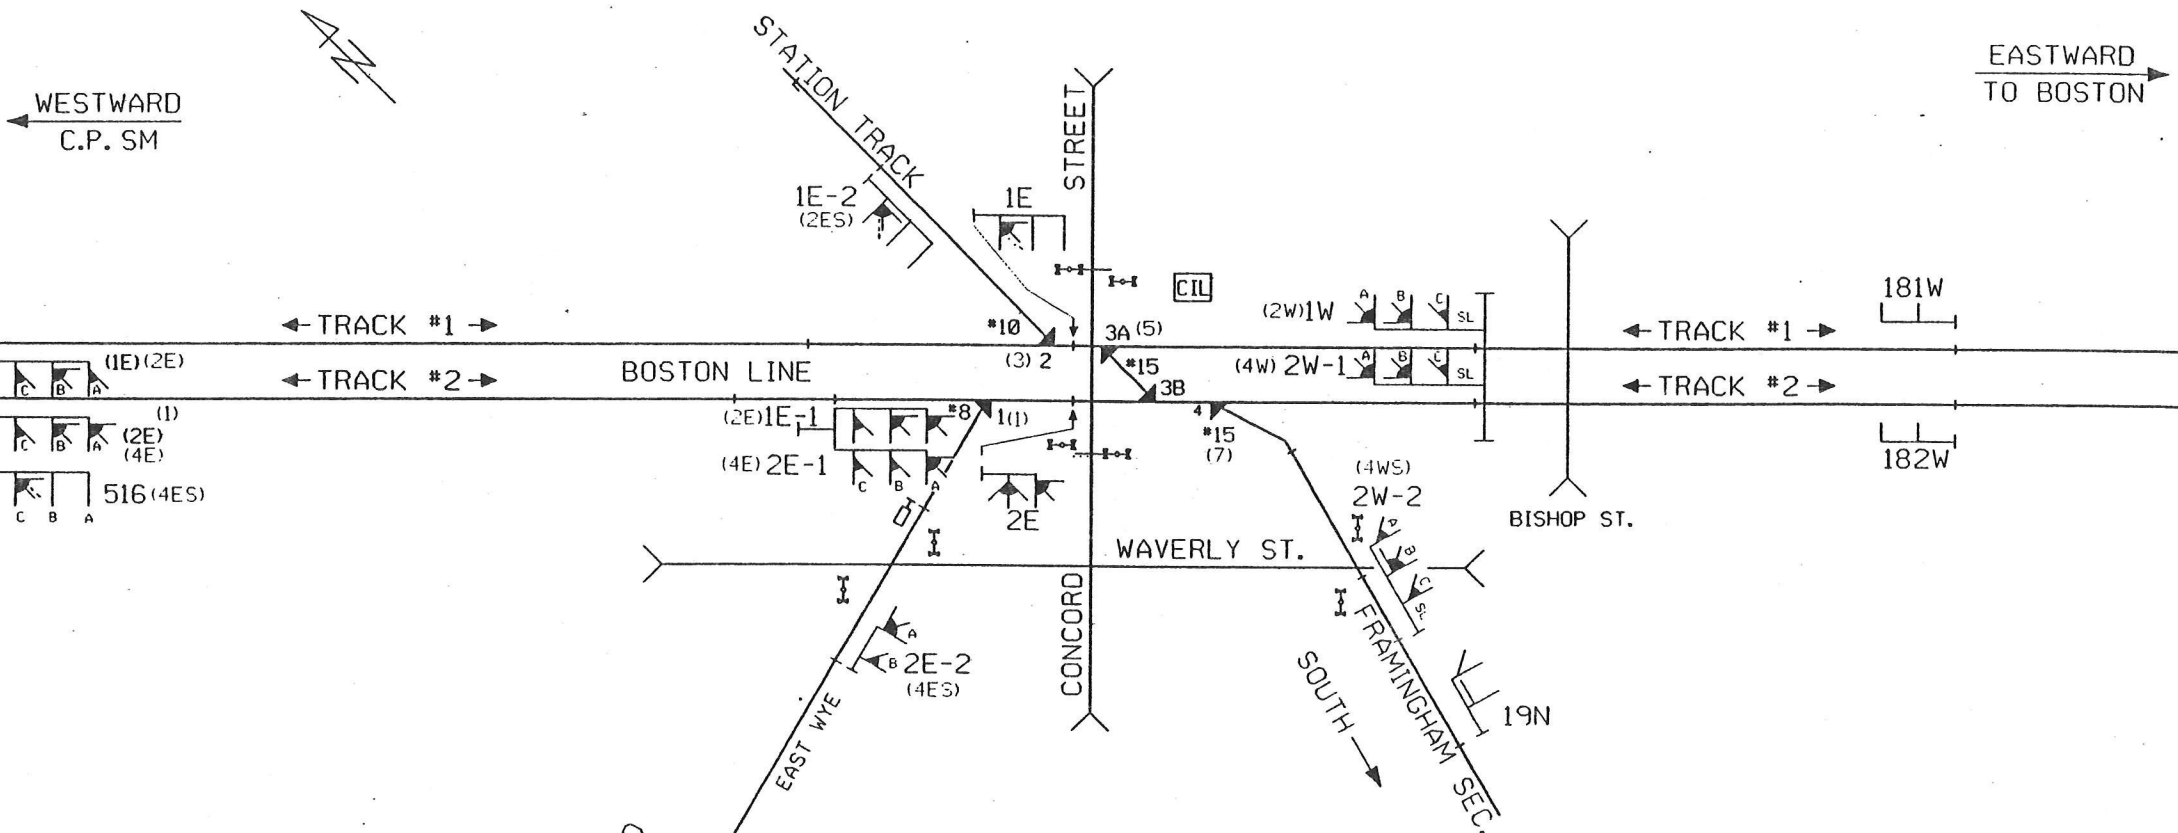 WESTWARD
C.P. SM
EASTWARD
TO BOSTON
STATION TRACK
STREET
1E-2
(2ES)
1E
CIL
(2W)1W
A B C SL
181W
← TRACK #1 →
#10
3A (5)
← TRACK #1 →
(1E)(2E)
C B A
← TRACK #2 →
BOSTON LINE
(3) 2
#15
(4W) 2W-1
A B C SL
← TRACK #2 →
3B
(1)
(2E)
(4E)
C B A
(2E)1E-1
#8
1(1)
4
#15
(7)
182W
(4E) 2E-1
C B A
516(4ES)
C B A
2E
(4WS)
2W-2
A B C SL
BISHOP ST.
WAVERLY ST.
CONCORD
A
B 2E-2
(4ES)
EAST WYE
SOUTH
FRAMINGHAM SEC.
19N